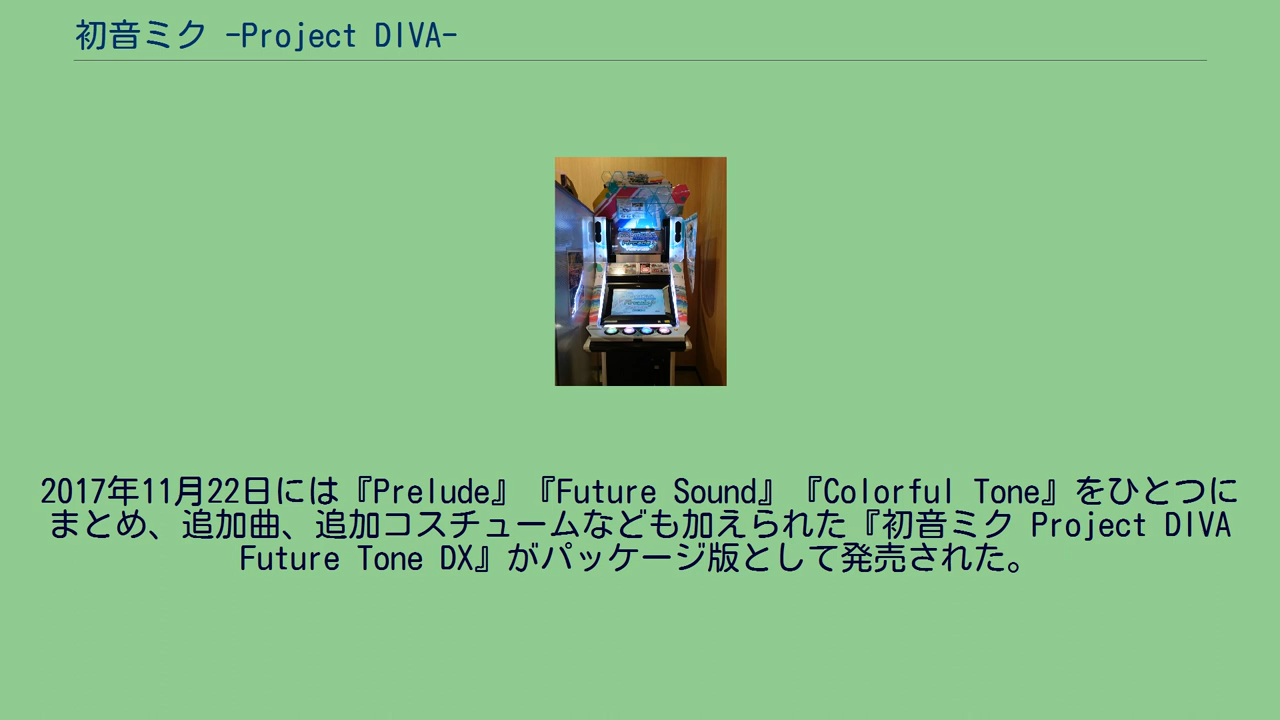 初音ミク -Project DIVA-
2017年11月22日には『Prelude』『Future Sound』『Colorful Tone』をひとつに
まとめ、追加曲、追加コスチュームなども加えられた『初音ミク Project DIVA
Future Tone DX』がパッケージ版として発売された。